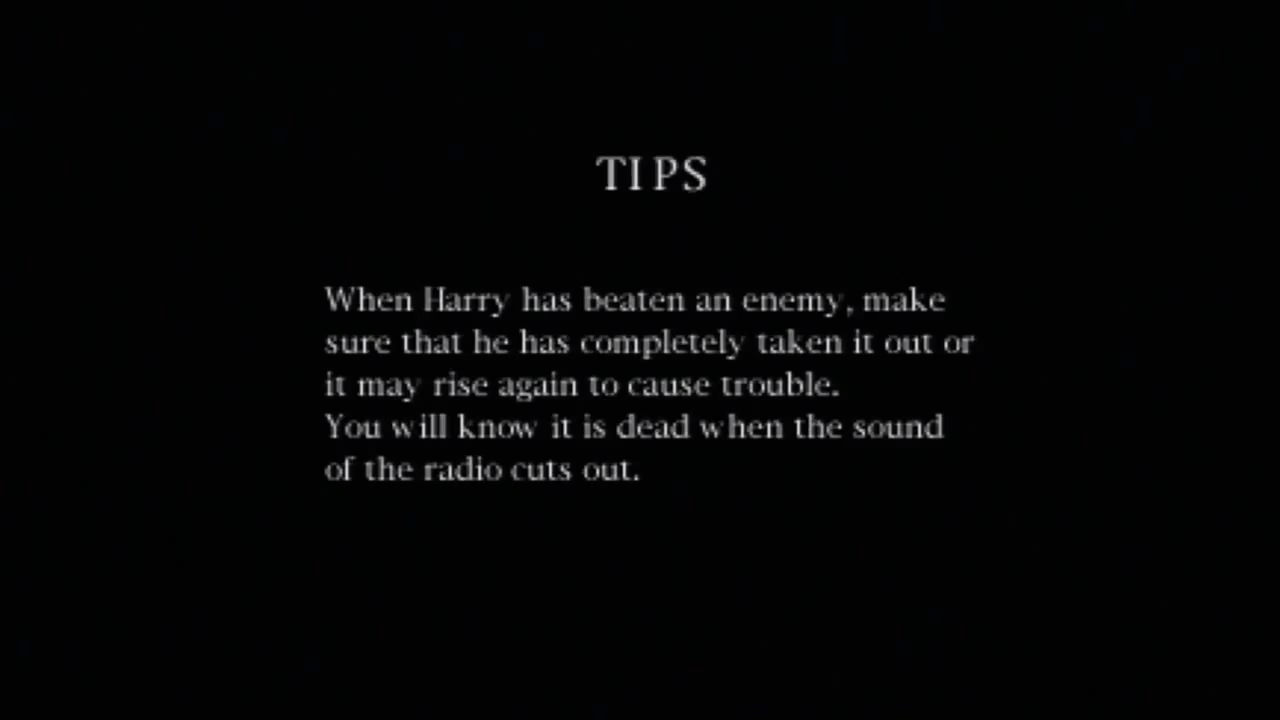 TIPS
When Harry has beaten an enemy, make
sure that he has completely taken it out or
it may rise again to cause trouble.
You will know it is dead when the sound
of the radio cuts out.